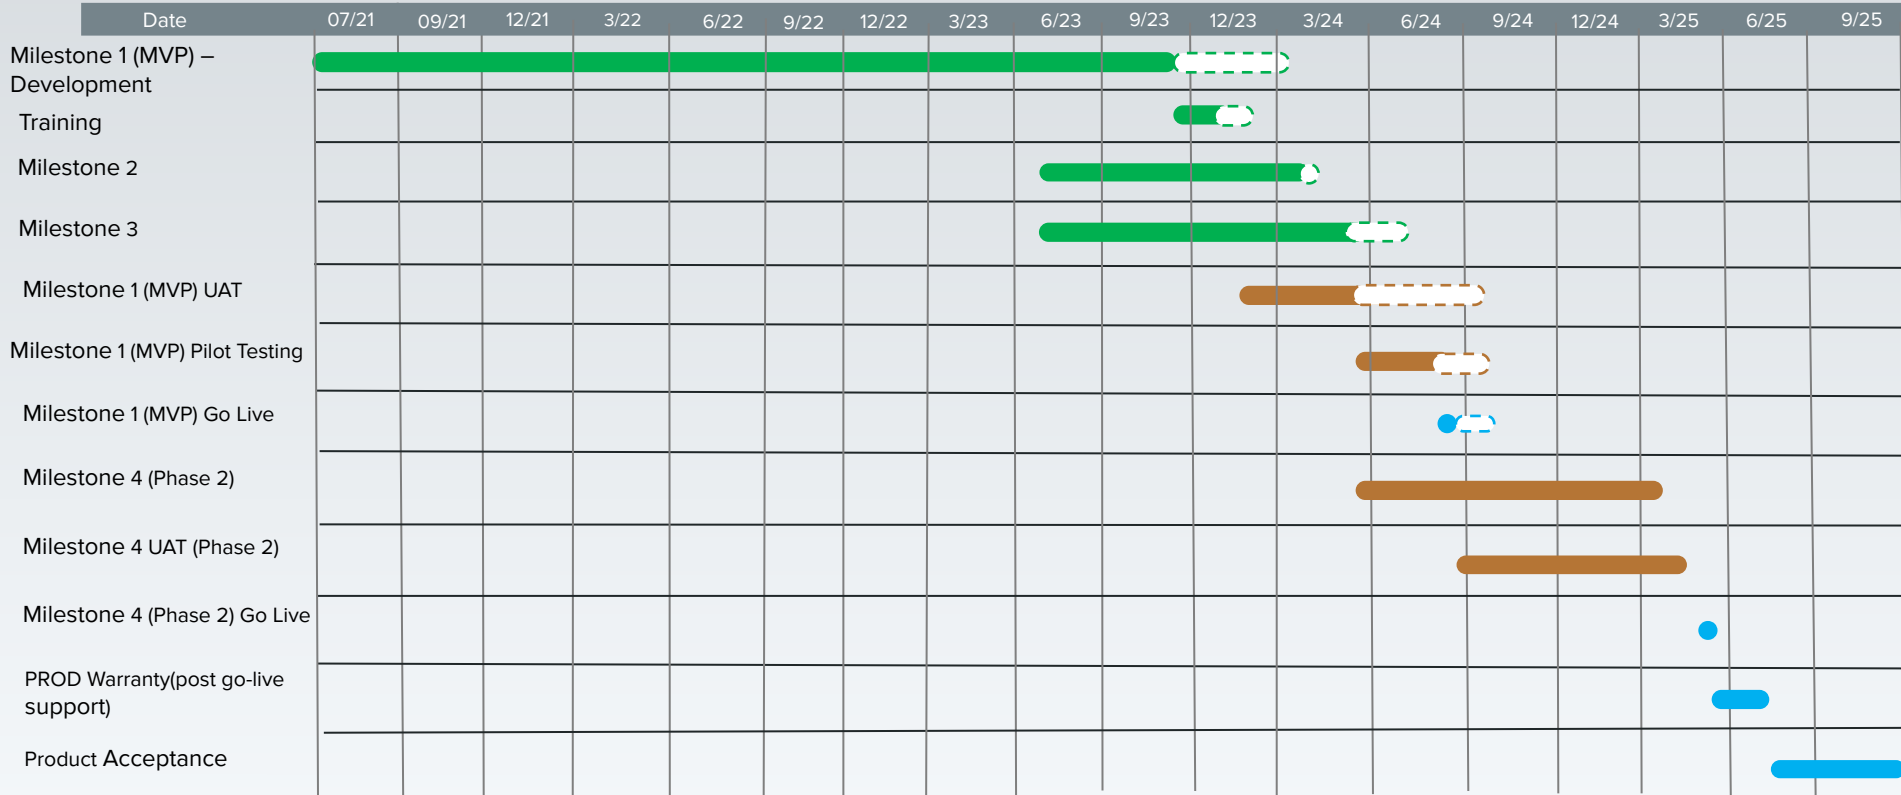 Date 07/21 09/21 12/21 3/22 6/22 9/22 12/22 3/23 6/23 9/23 12/23 3/24 6/24 9/24 12/24 3/25 6/25 9/25
Milestone 1 (MVP) –
Development
Training
Milestone 2
Milestone 3
Milestone 1 (MVP) UAT
Milestone 1 (MVP) Pilot Testing
Milestone 1 (MVP) Go Live
Milestone 4 (Phase 2)
Milestone 4 UAT (Phase 2)
Milestone 4 (Phase 2) Go Live
PROD Warranty(post go-live
support)
Product Acceptance